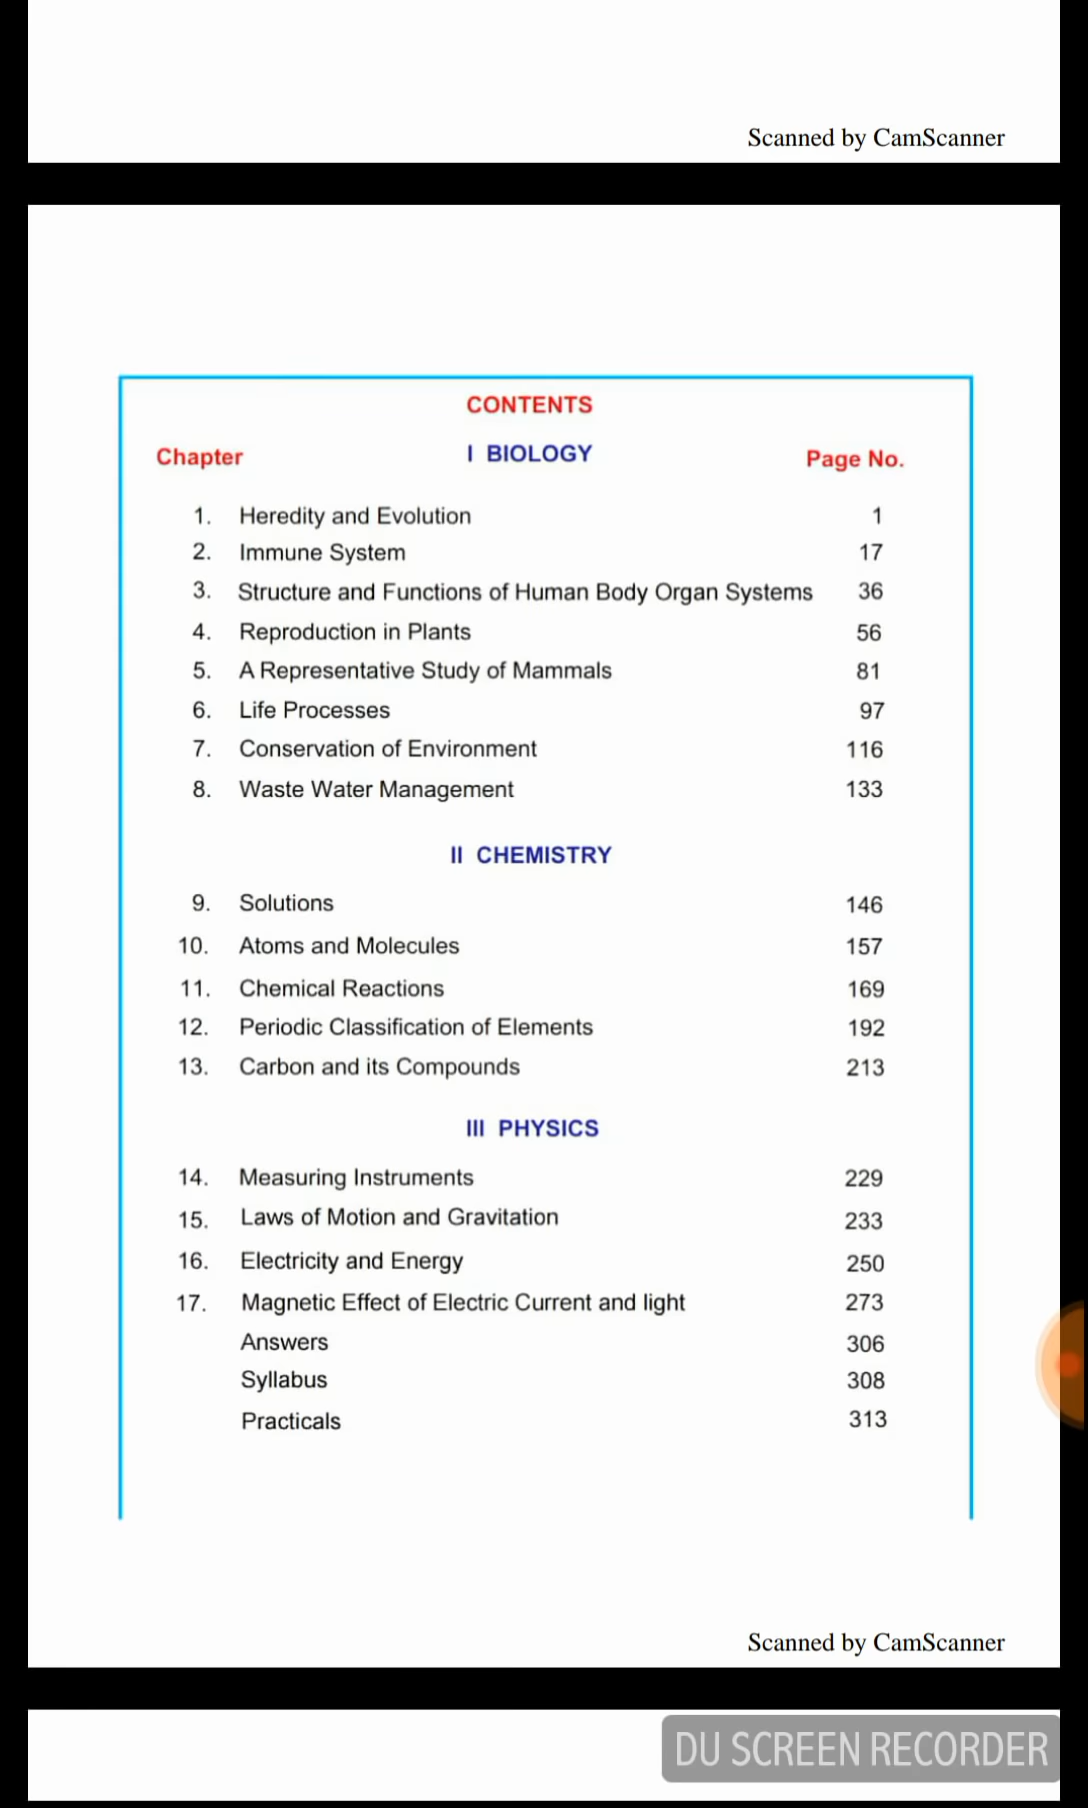 Scanned by CamScanner
CONTENTS
Chapter I BIOLOGY Page No.
1. Heredity and Evolution 1
2. Immune System 17
3. Structure and Functions of Human Body Organ Systems 36
4. Reproduction in Plants 56
5. A Representative Study of Mammals 81
6. Life Processes 97
7. Conservation of Environment 116
8. Waste Water Management 133
II CHEMISTRY
9. Solutions 146
10. Atoms and Molecules 157
11. Chemical Reactions 169
12. Periodic Classification of Elements 192
13. Carbon and its Compounds 213
III PHYSICS
14. Measuring Instruments 229
15. Laws of Motion and Gravitation 233
16. Electricity and Energy 250
17. Magnetic Effect of Electric Current and light 273
Answers 306
Syllabus 308
Practicals 313
Scanned by CamScanner
DU SCREEN RECORDER